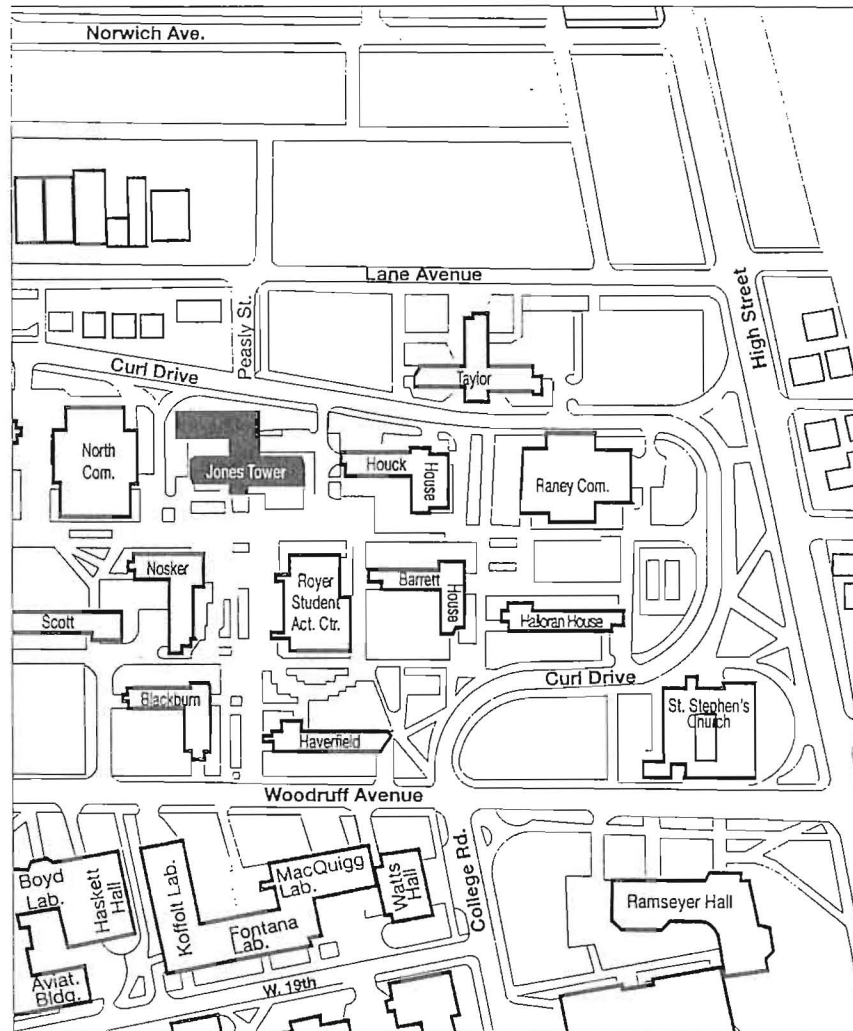 Norwich Ave.
Lane Avenue
High Street
Peasly St.
Curl Drive
Taylor
North
Com.
Jones Tower
Houck
House
Raney Com.
Nosker
Royer
Student
Act. Ctr.
Barrett
House
Scott
Halloran House
Curl Drive
Blackburn
St. Stephen's
Church
Haverfield
Woodruff Avenue
Boyd
Lab.
Haskett
Hall
Koffolt Lab.
MacQuigg
Lab.
Watts
Hall
College Rd.
Ramseyer Hall
Fontana
Lab.
Aviat.
Bldg.
W. 19th